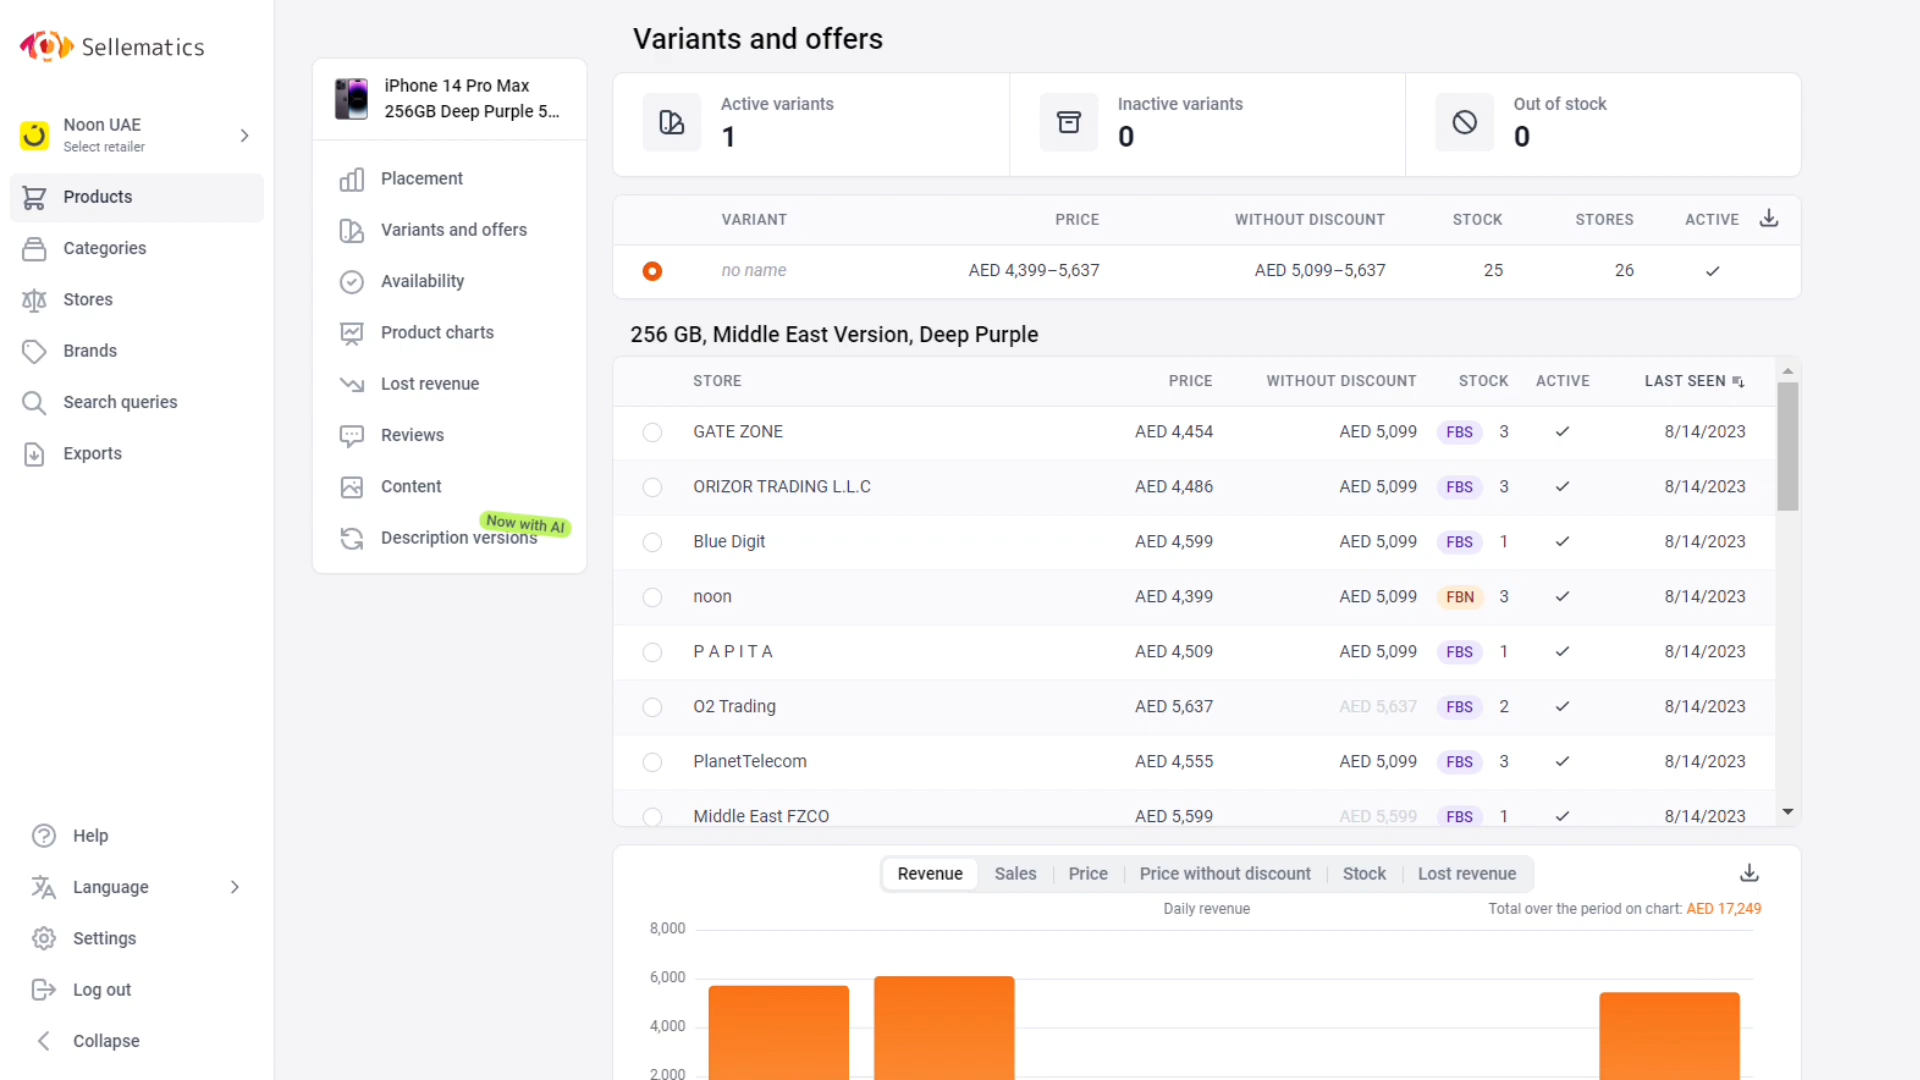 Sellematics
Noon UAE
Select retailer
Products
Categories
Stores
Brands
Search queries
Exports
Help
Language
Settings
Log out
Collapse
iPhone 14 Pro Max
256GB Deep Purple 5...
Placement
Variants and offers
Availability
Product charts
Lost revenue
Reviews
Content
Now with AI
Description versions
Variants and offers
Active variants
1
Inactive variants
0
Out of stock
0
VARIANT PRICE WITHOUT DISCOUNT STOCK STORES ACTIVE
no name AED 4,399–5,637 AED 5,099–5,637 25 26
256 GB, Middle East Version, Deep Purple
STORE PRICE WITHOUT DISCOUNT STOCK ACTIVE LAST SEEN
GATE ZONE AED 4,454 AED 5,099 FBS 3 8/14/2023
ORIZOR TRADING L.L.C AED 4,486 AED 5,099 FBS 3 8/14/2023
Blue Digit AED 4,599 AED 5,099 FBS 1 8/14/2023
noon AED 4,399 AED 5,099 FBN 3 8/14/2023
P A P I T A AED 4,509 AED 5,099 FBS 1 8/14/2023
O2 Trading AED 5,637 AED 5,637 FBS 2 8/14/2023
PlanetTelecom AED 4,555 AED 5,099 FBS 3 8/14/2023
Middle East FZCO AED 5,599 AED 5,599 FBS 1 8/14/2023
Revenue Sales Price Price without discount Stock Lost revenue
Daily revenue Total over the period on chart: AED 17,249
8,000
6,000
4,000
2,000